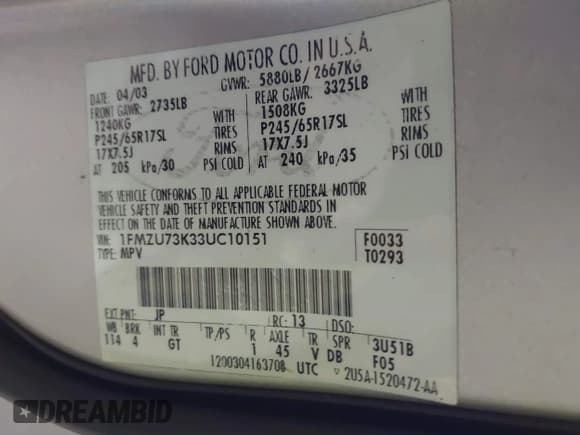 MFD. BY FORD MOTOR CO. IN U.S.A.
DATE: 04/03 GVWR: 5880LB/ 2667KG
FRONT GAWR: 2735LB REAR GAWR: 3325LB
1240KG WITH 1508KG WITH
P245/65R17SL TIRES P245/65R17SL TIRES
17X7.5J RIMS 17X7.5J RIMS
AT 205 kPa/30 PSI COLD AT 240 kPa/35 PSI COLD
THIS VEHICLE CONFORMS TO ALL APPLICABLE FEDERAL MOTOR
VEHICLE SAFETY AND THEFT PREVENTION STANDARDS IN
EFFECT ON THE DATE OF MANUFACTURE SHOWN ABOVE.
VIN: 1FMZU73K33UC10151 F0033
TYPE: MPV T0293
EXT PNT: JP RC: 13 DSO:
WB BRK INT TR TP/PS R AXLE TR SPR 3U51B
114 4 GT 1 45 V DB F05
1200304163708 UTC 2U5A-1520472-AA
DREAMBID